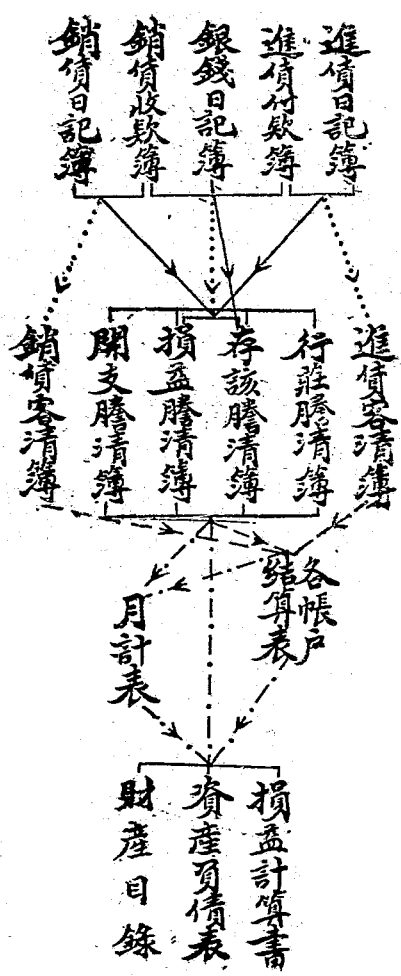 進貨日記簿
進貨付欵簿
銀錢日記簿
銷貨收欵簿
銷貨日記簿
進貨客清簿
行莊謄清簿
存該謄清簿
損益謄清簿
開支謄清簿
銷貨客清簿
各帳戶
結算表
月計表
損益計算書
資產負債表
財產目錄